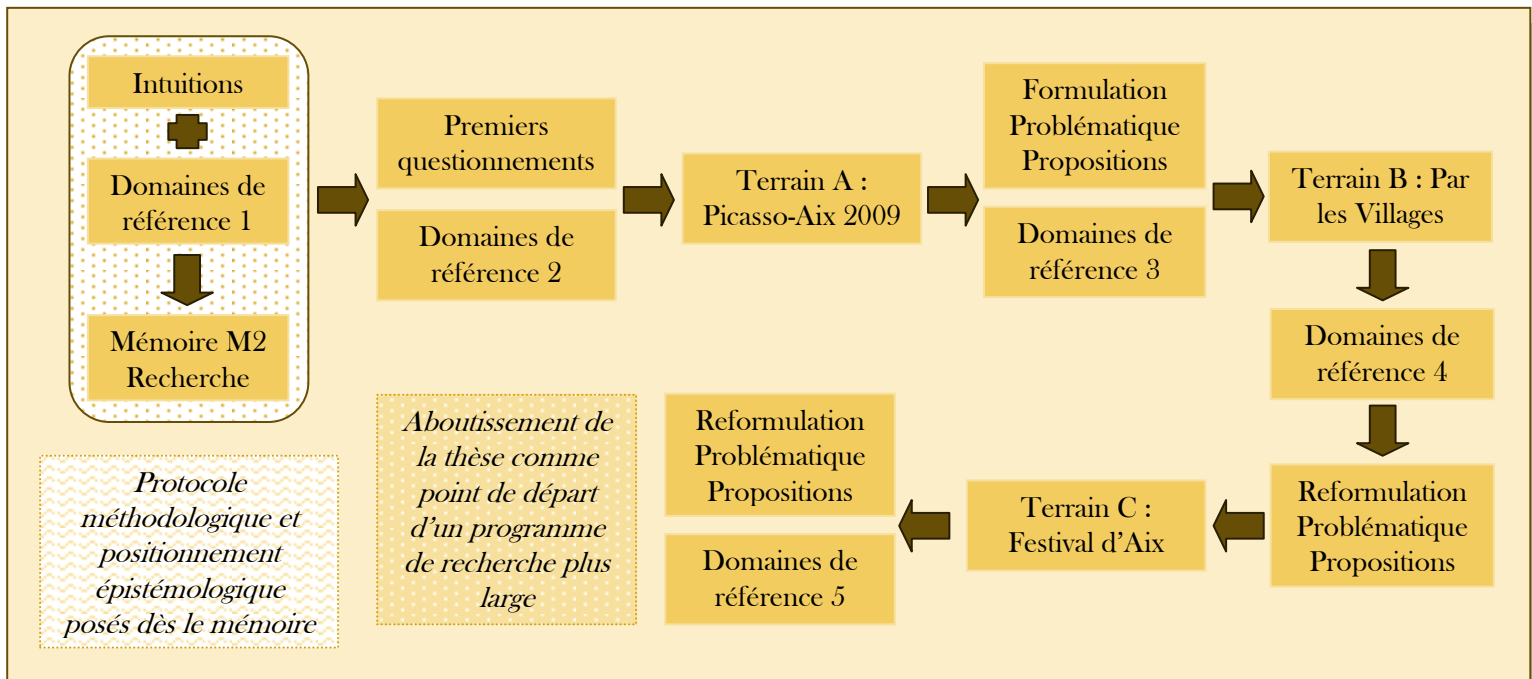 Intuitions
Domaines de
référence 1
Mémoire M2
Recherche
Protocole
méthodologique et
positionnement
épistémologique
posés dès le mémoire
Premiers
questionnements
Domaines de
référence 2
Terrain A :
Picasso-Aix 2009
Formulation
Problématique
Propositions
Domaines de
référence 3
Terrain B : Par
les Villages
Domaines de
référence 4
Reformulation
Problématique
Propositions
Terrain C :
Festival d’Aix
Reformulation
Problématique
Propositions
Domaines de
référence 5
Aboutissement de
la thèse comme
point de départ
d’un programme
de recherche plus
large